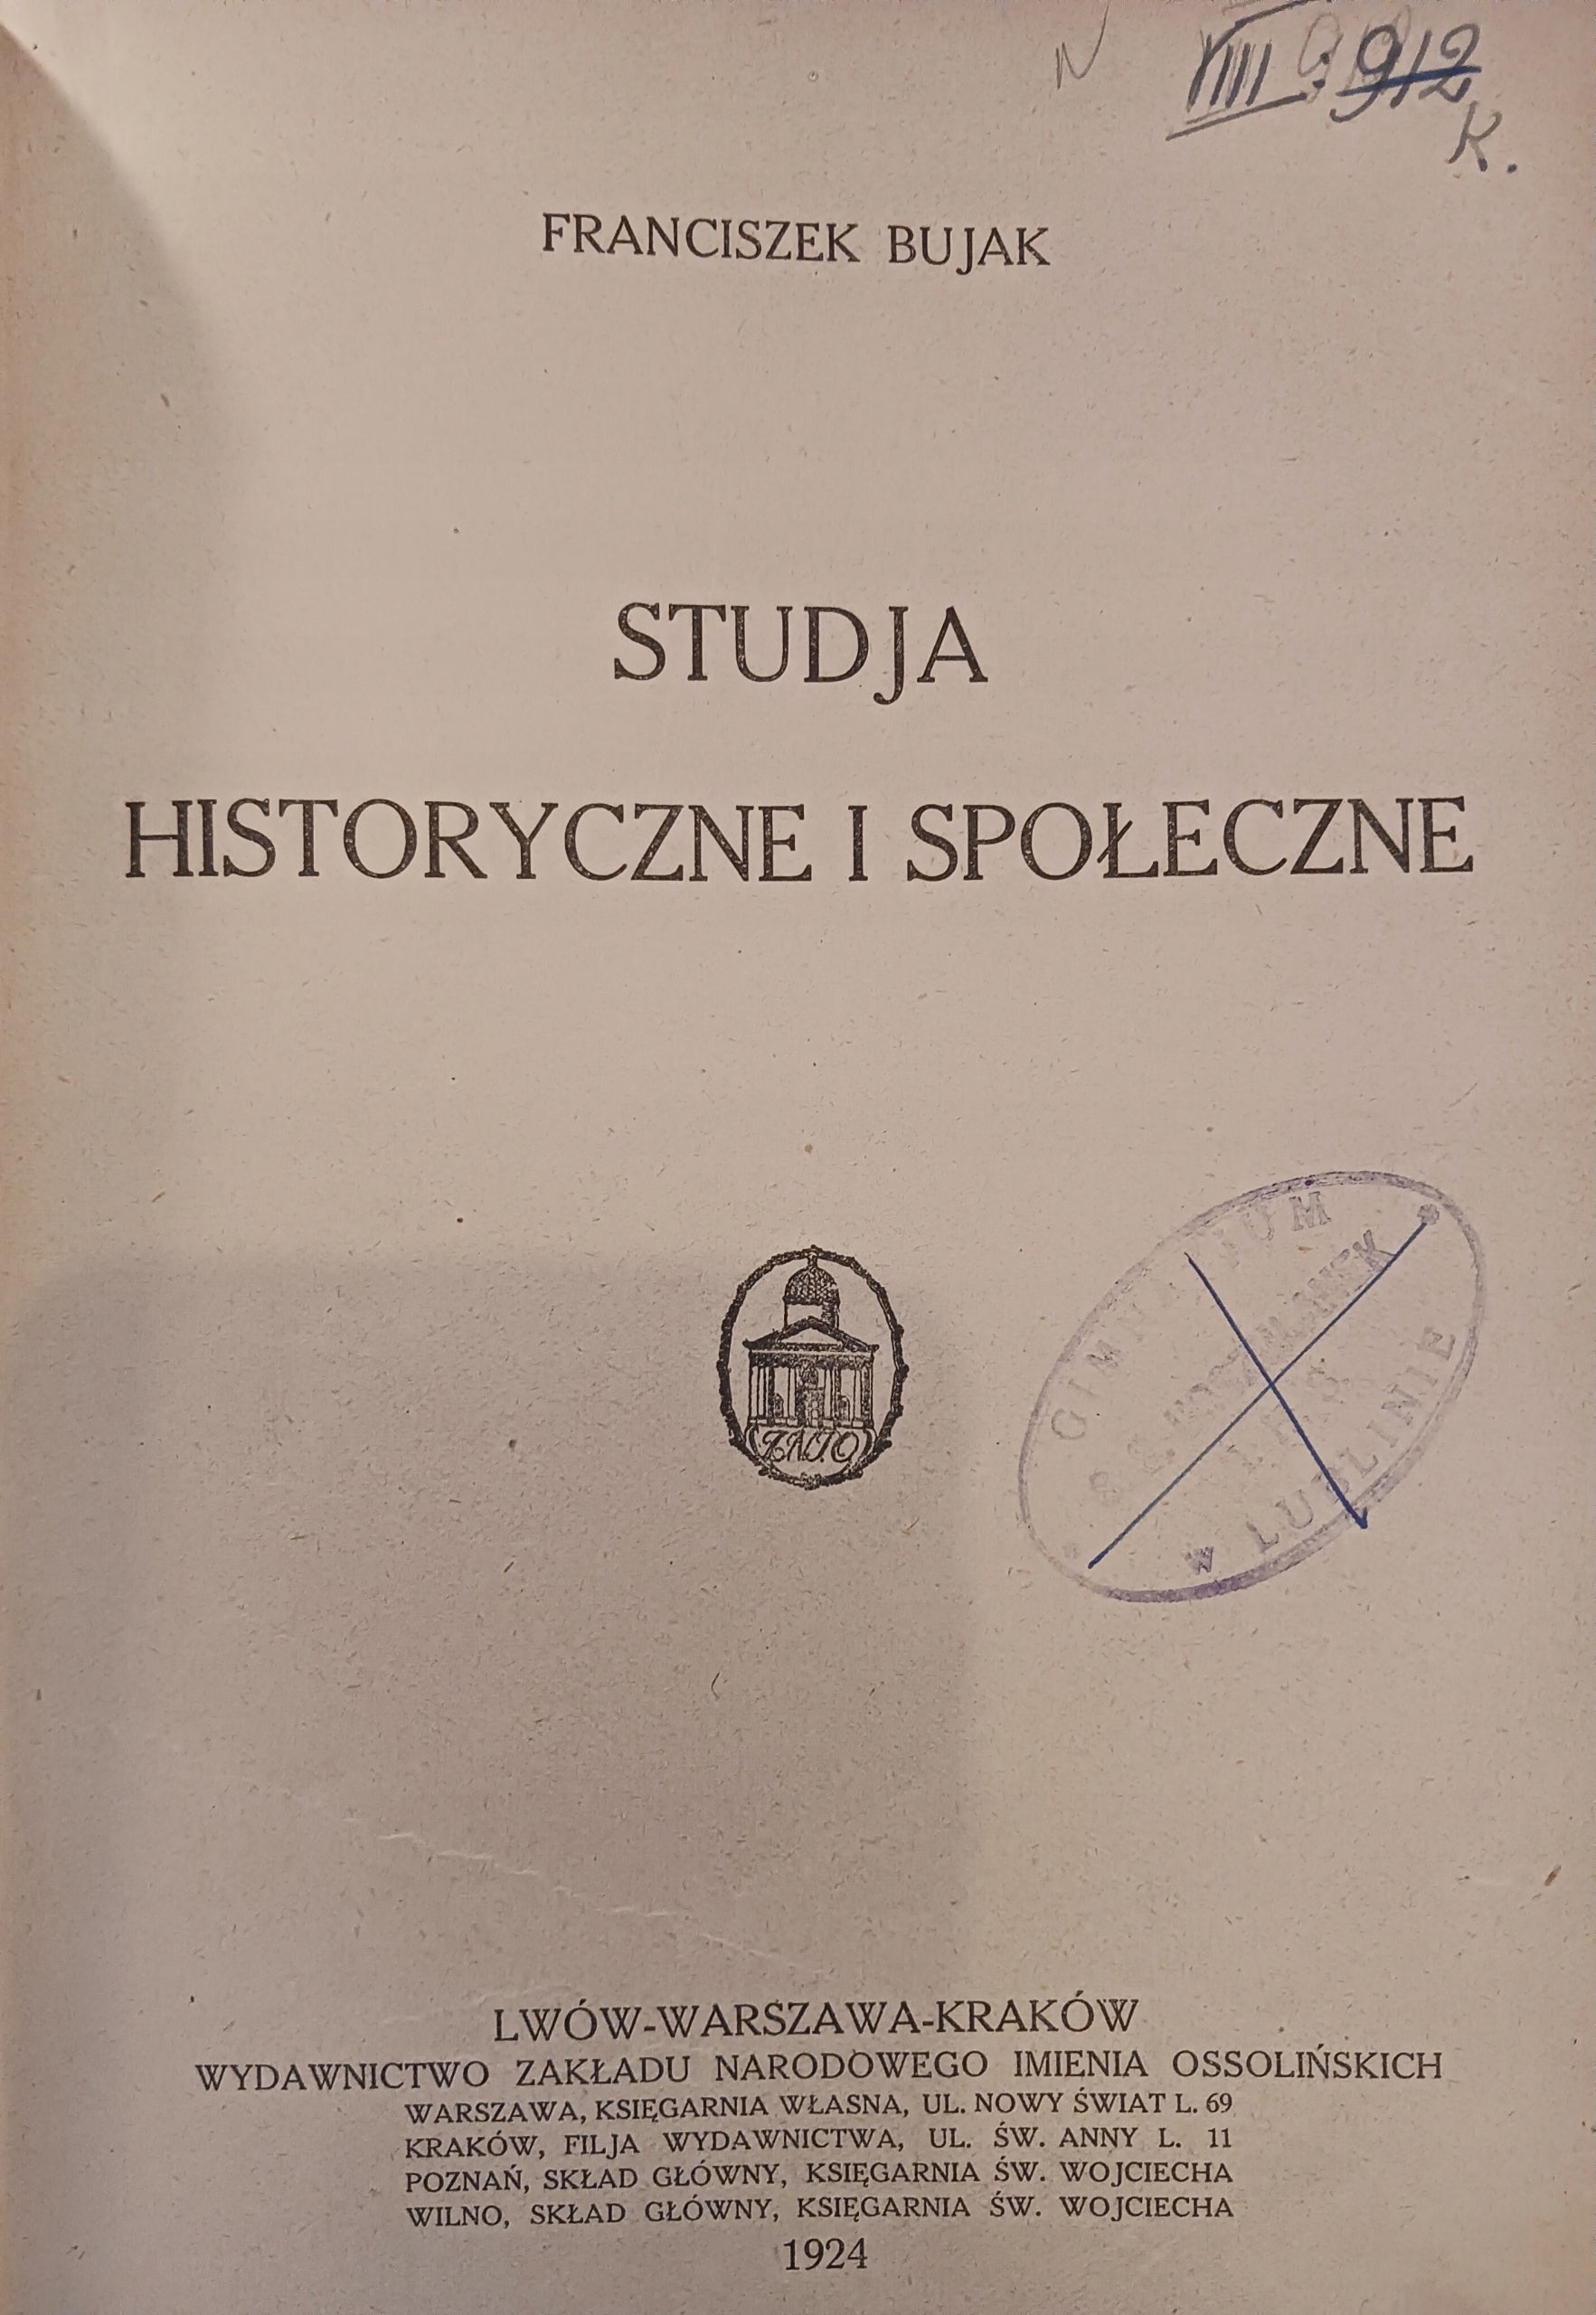 N
VIII : 912
K.
FRANCISZEK BUJAK
STUDJA
HISTORYCZNE I SPOŁECZNE
Z.N.I.O
GIMNAZJUM
W LUBLINIE
LWÓW-WARSZAWA-KRAKÓW
WYDAWNICTWO ZAKŁADU NARODOWEGO IMIENIA OSSOLIŃSKICH
WARSZAWA, KSIĘGARNIA WŁASNA, UL. NOWY ŚWIAT L. 69
KRAKÓW, FILJA WYDAWNICTWA, UL. ŚW. ANNY L. 11
POZNAŃ, SKŁAD GŁÓWNY, KSIĘGARNIA ŚW. WOJCIECHA
WILNO, SKŁAD GŁÓWNY, KSIĘGARNIA ŚW. WOJCIECHA
1924